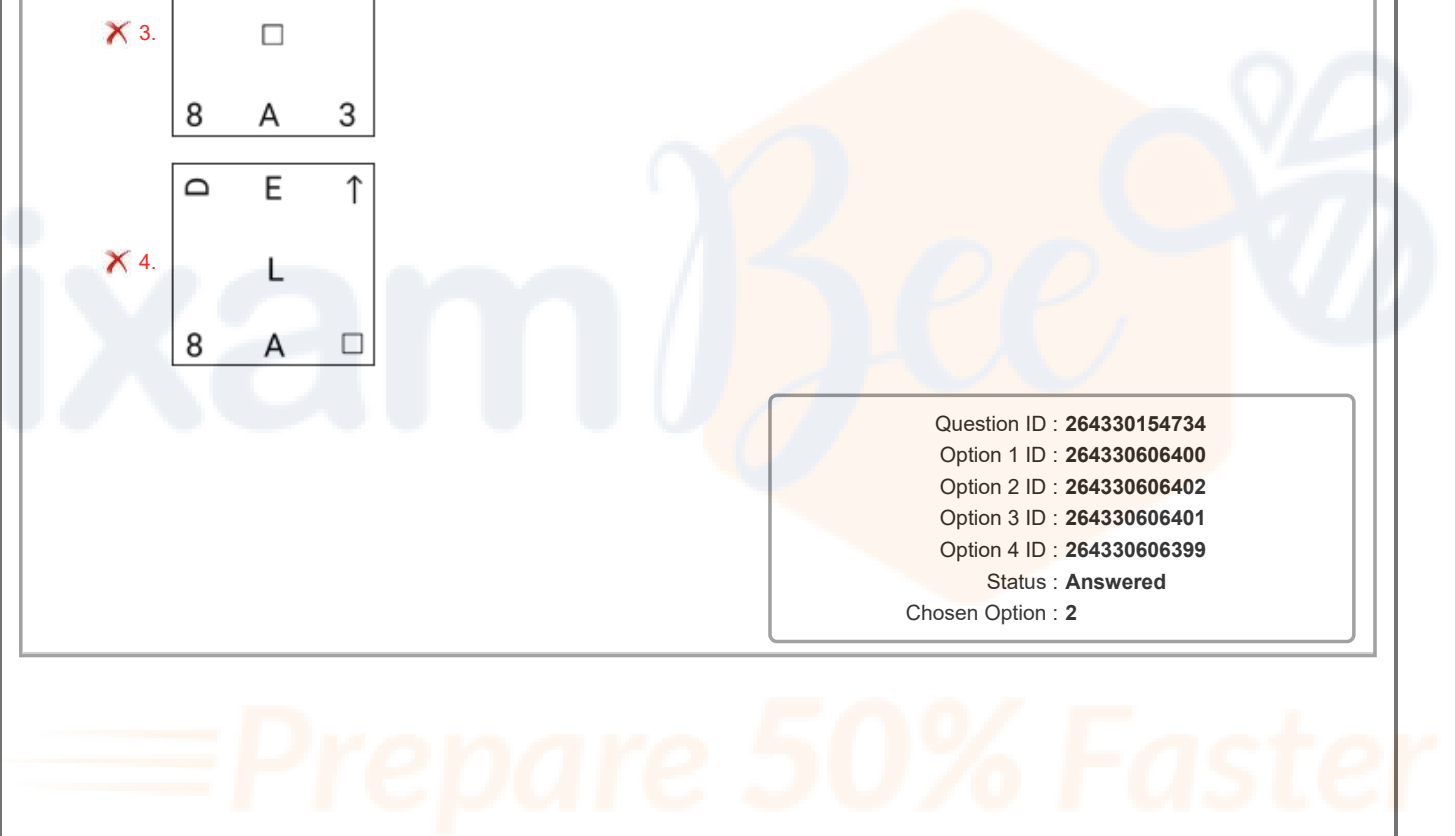 3.
□
8 A 3
D E ↑
4.
L
8 A □
ixamBee
Question ID : 264330154734
Option 1 ID : 264330606400
Option 2 ID : 264330606402
Option 3 ID : 264330606401
Option 4 ID : 264330606399
Status : Answered
Chosen Option : 2
Prepare 50% Faster